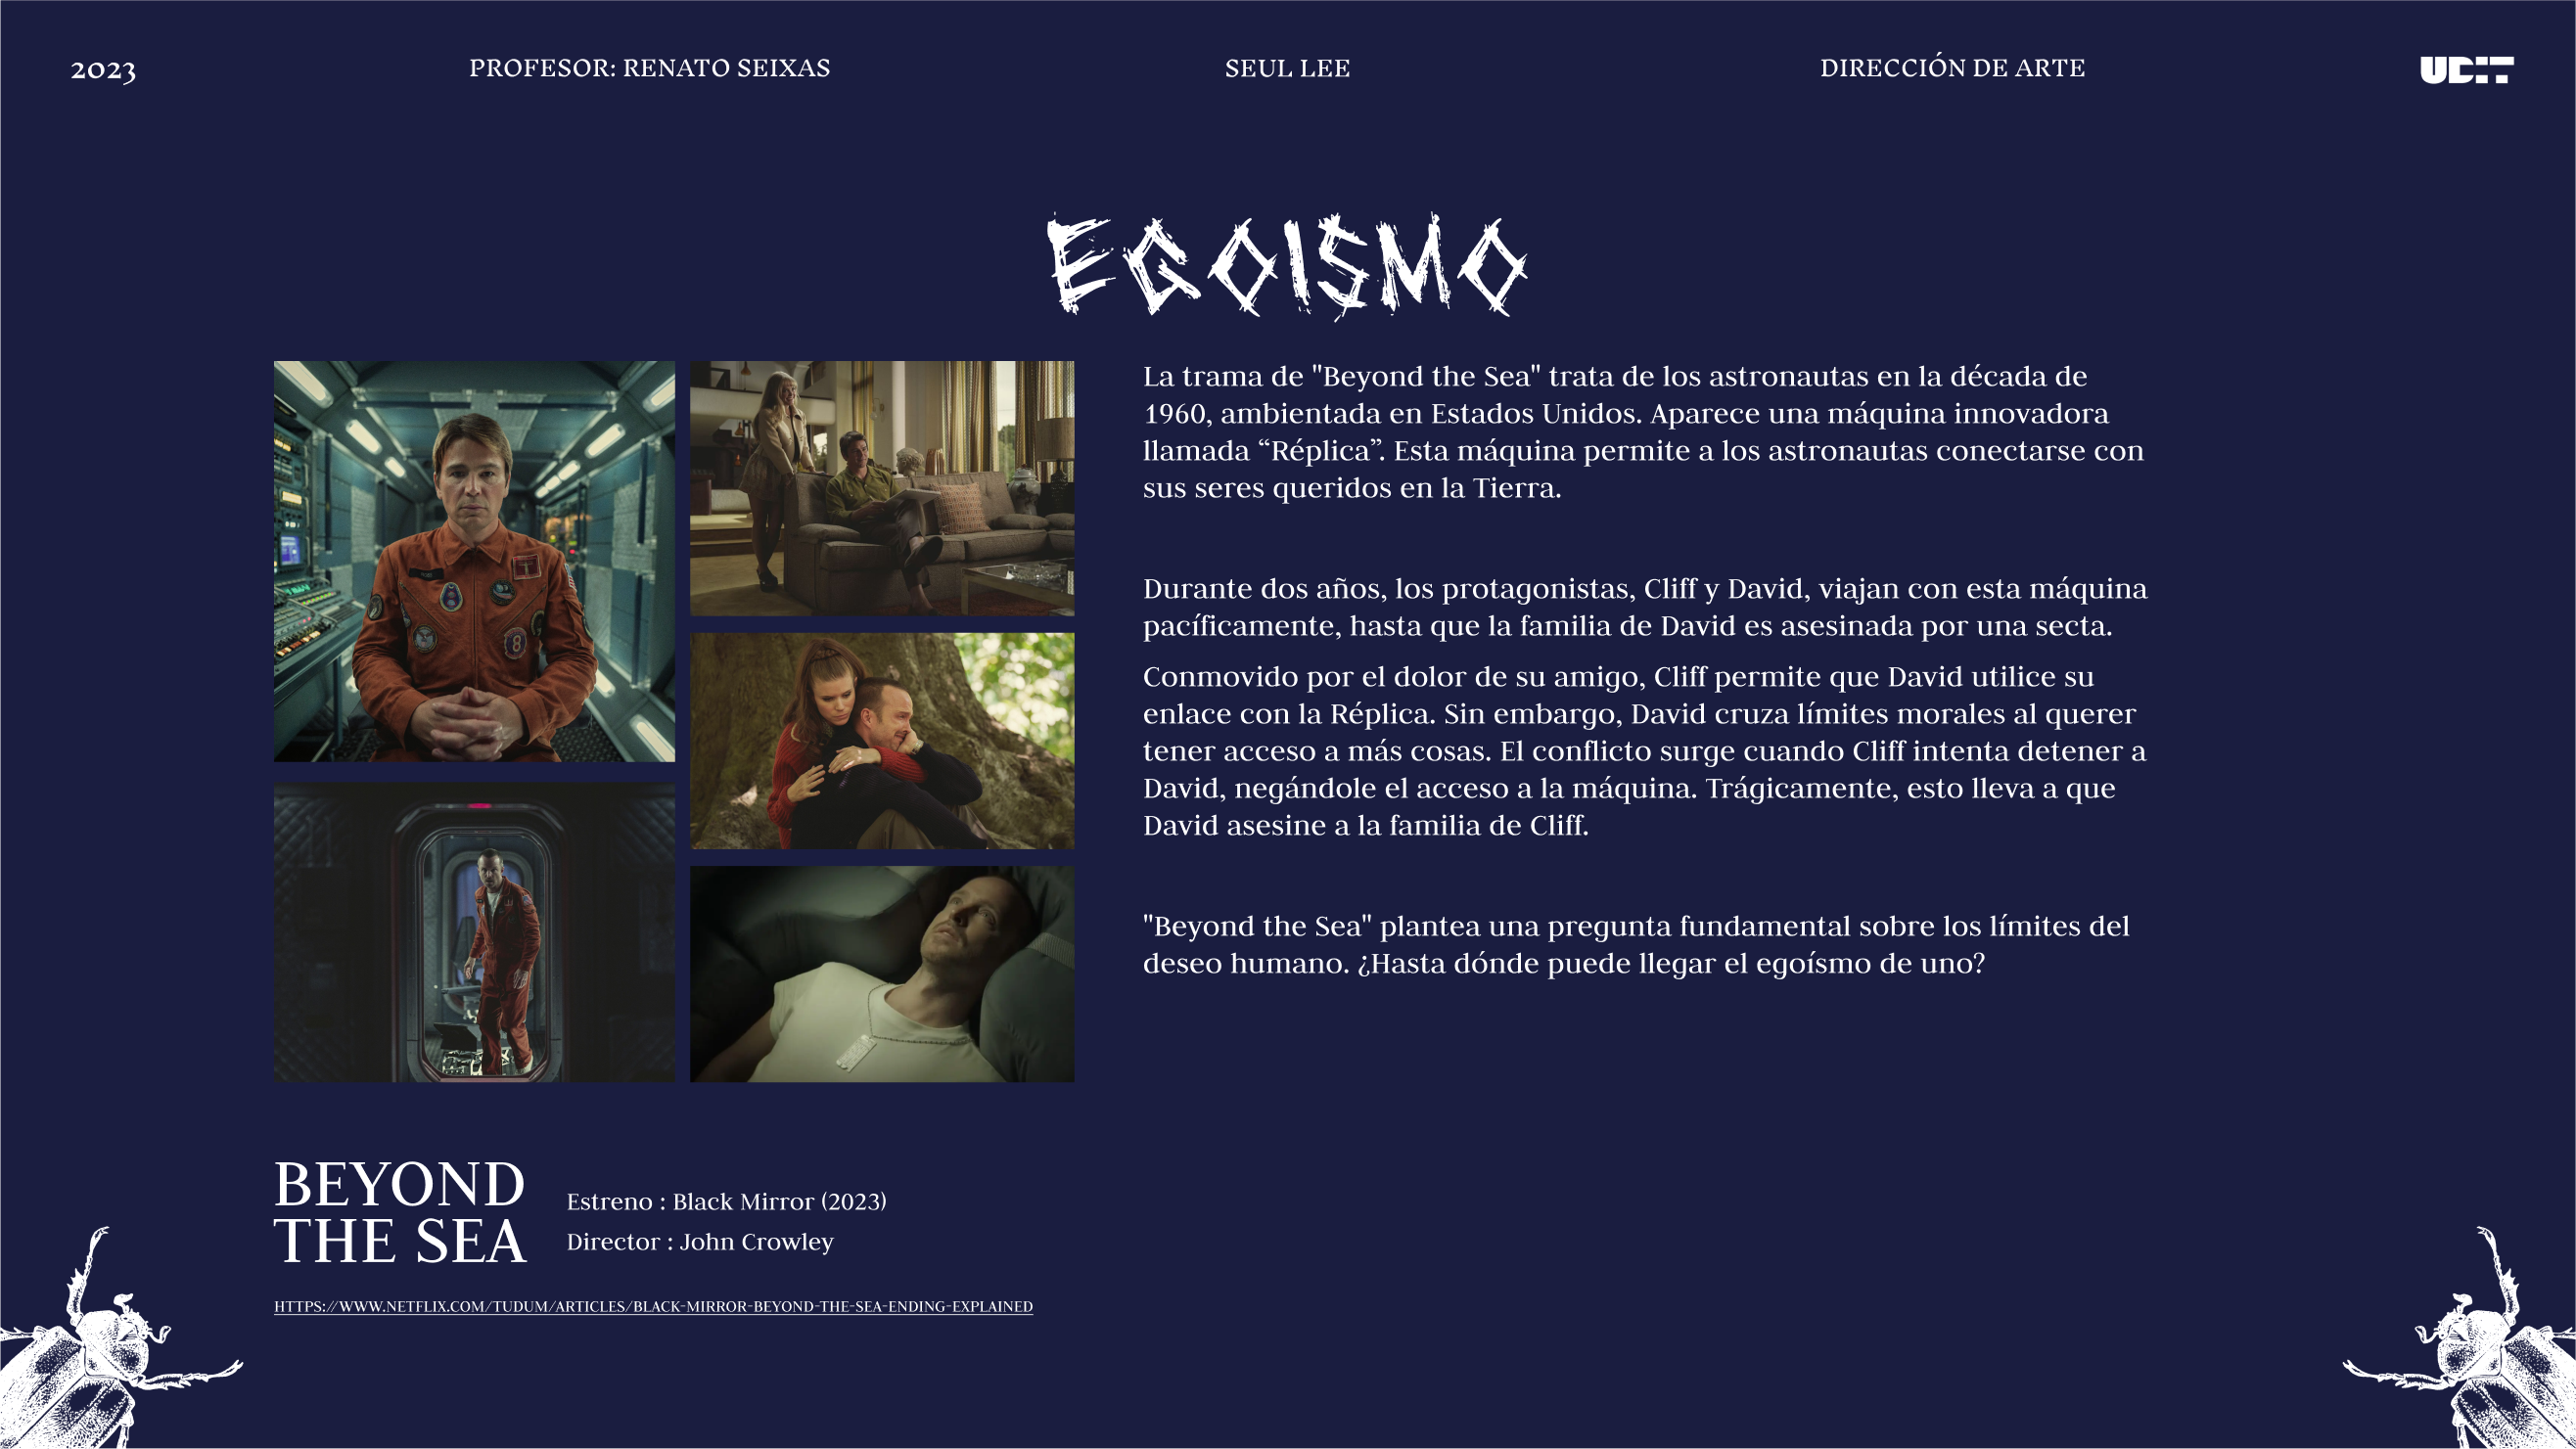 2023
PROFESOR: RENATO SEIXAS
SEUL LEE
DIRECCIÓN DE ARTE
UDIT
EGOISMO
La trama de "Beyond the Sea" trata de los astronautas en la década de
1960, ambientada en Estados Unidos. Aparece una máquina innovadora
llamada “Réplica”. Esta máquina permite a los astronautas conectarse con
sus seres queridos en la Tierra.
Durante dos años, los protagonistas, Cliff y David, viajan con esta máquina
pacíficamente, hasta que la familia de David es asesinada por una secta.
Conmovido por el dolor de su amigo, Cliff permite que David utilice su
enlace con la Réplica. Sin embargo, David cruza límites morales al querer
tener acceso a más cosas. El conflicto surge cuando Cliff intenta detener a
David, negándole el acceso a la máquina. Trágicamente, esto lleva a que
David asesine a la familia de Cliff.
"Beyond the Sea" plantea una pregunta fundamental sobre los límites del
deseo humano. ¿Hasta dónde puede llegar el egoísmo de uno?
BEYOND
THE SEA
Estreno : Black Mirror (2023)
Director : John Crowley
HTTPS://WWW.NETFLIX.COM/TUDUM/ARTICLES/BLACK-MIRROR-BEYOND-THE-SEA-ENDING-EXPLAINED